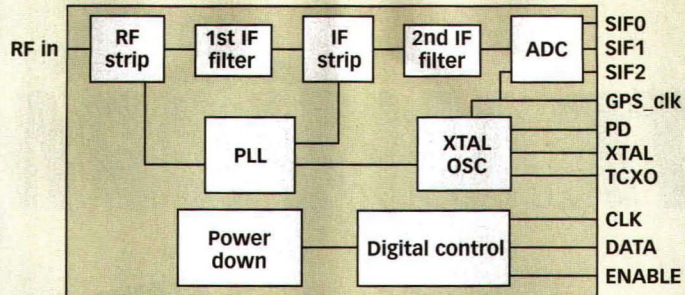 RF in
RF
strip
1st IF
filter
IF
strip
2nd IF
filter
ADC
SIF0
SIF1
SIF2
GPS_clk
PLL
XTAL
OSC
PD
XTAL
TCXO
Power
down
Digital control
CLK
DATA
ENABLE